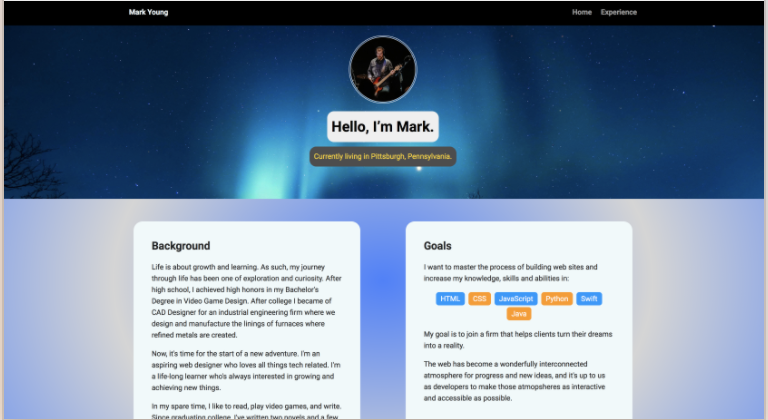 Mark Young
Home Experience
Hello, I'm Mark.
Currently living in Pittsburgh, Pennsylvania.
Background
Life is about growth and learning. As such, my journey
through life has been one of exploration and curiosity. After
high school, I achieved high honors in my Bachelor's
Degree in Video Game Design. After college I became of
CAD Designer for an industrial engineering firm where we
design and manufacture the linings of furnaces where
refined metals are created.
Now, it's time for the start of a new adventure. I'm an
aspiring web designer who loves all things tech related. I'm
a life-long learner who's always interested in growing and
achieving new things.
In my spare time, I like to read, play video games, and write.
Since graduating college, I've written two novels and a few
Goals
I want to master the process of building web sites and
increase my knowledge, skills and abilities in:
HTML CSS JavaScript Python Swift
Java
My goal is to join a firm that helps clients turn their dreams
into a reality.
The web has become a wonderfully interconnected
atmosphere for progress and new ideas, and it's up to us
as developers to make those atmopsheres as interactive
and accessible as possible.